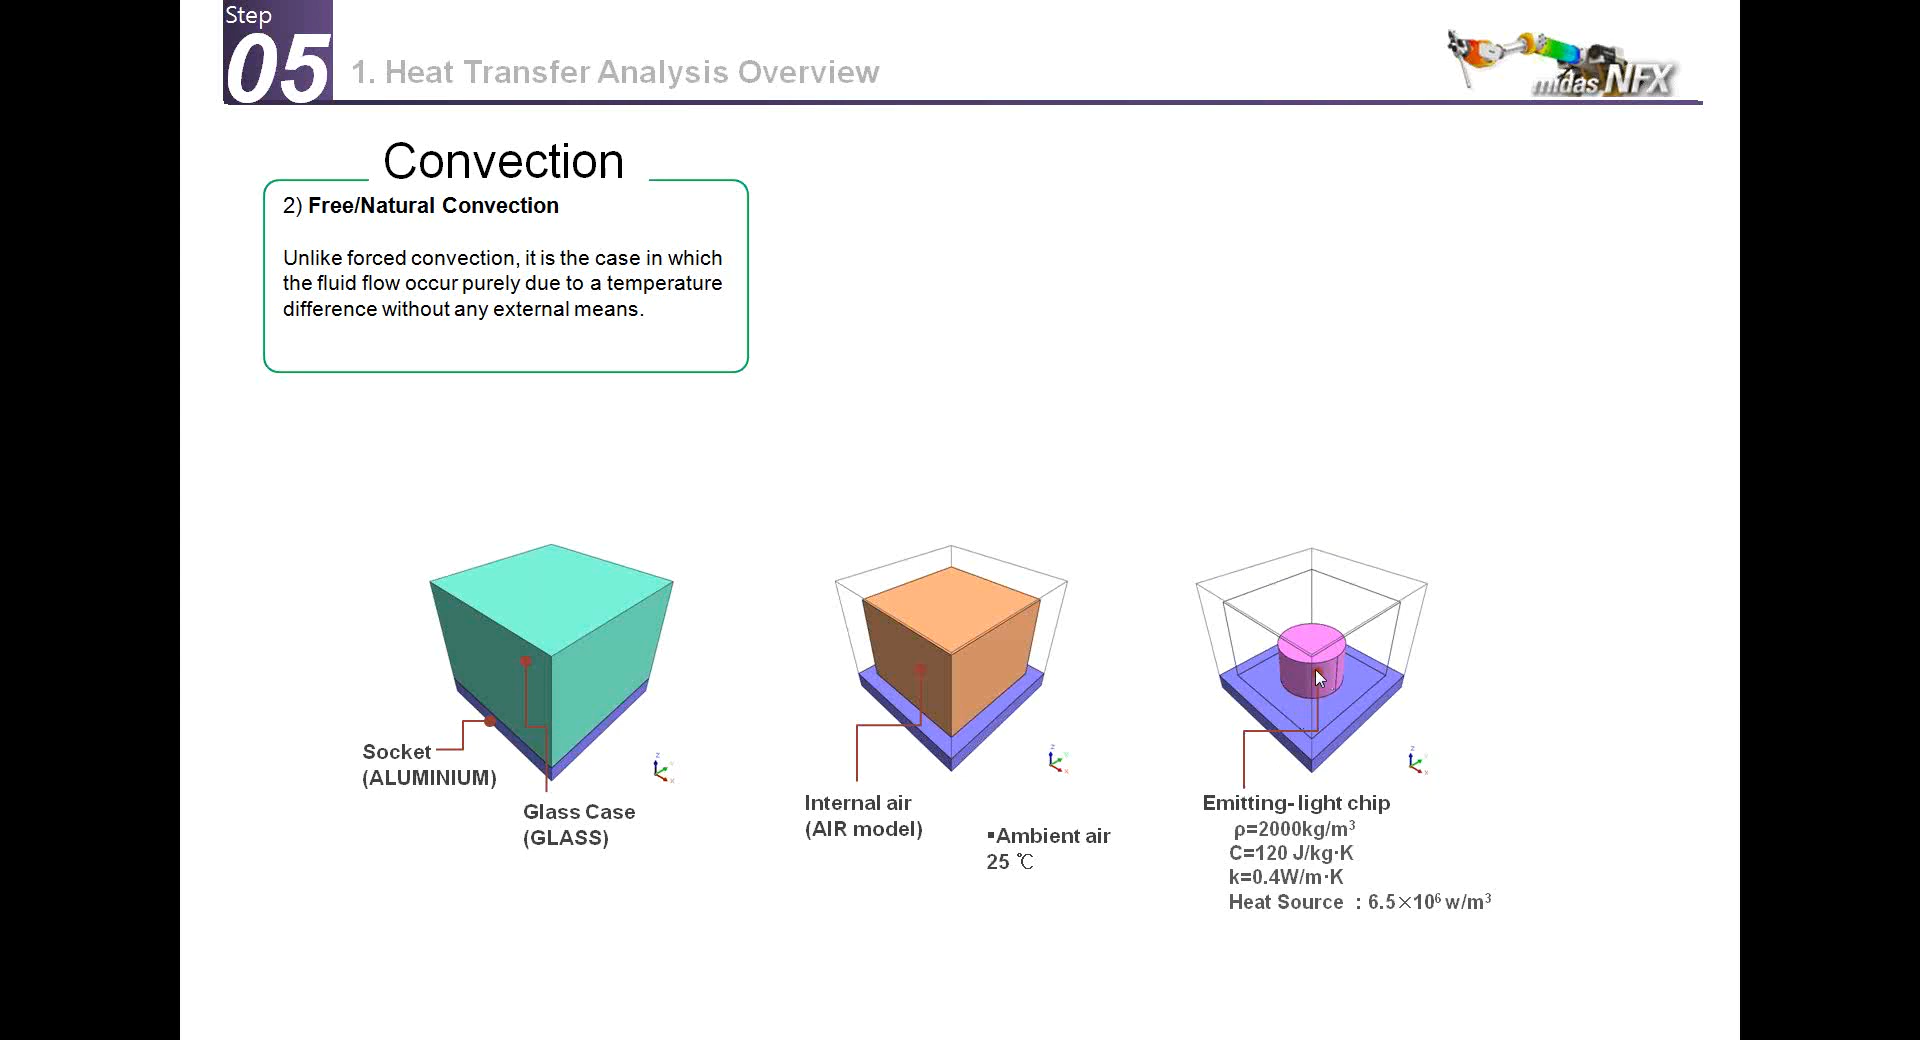 Step
05
1. Heat Transfer Analysis Overview
midas NFX
Convection
2) Free/Natural Convection
Unlike forced convection, it is the case in which
the fluid flow occur purely due to a temperature
difference without any external means.
Socket
(ALUMINIUM)
Glass Case
(GLASS)
Internal air
(AIR model)
▪Ambient air
25 ℃
Emitting-light chip
ρ=2000kg/m³
C=120 J/kg·K
k=0.4W/m·K
Heat Source : 6.5×10⁶ w/m³